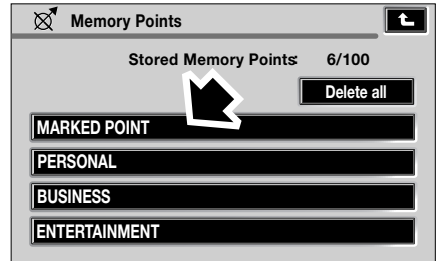 Memory Points
Stored Memory Points: 6/100
Delete all
MARKED POINT
PERSONAL
BUSINESS
ENTERTAINMENT